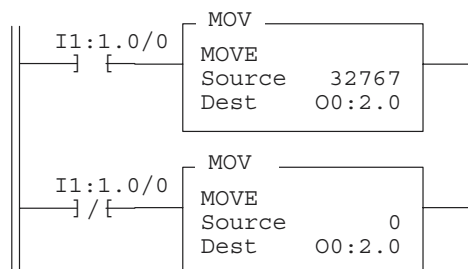 MOV
I1:1.0/0
MOVE
Source 32767
Dest O0:2.0
MOV
I1:1.0/0
MOVE
Source 0
Dest O0:2.0